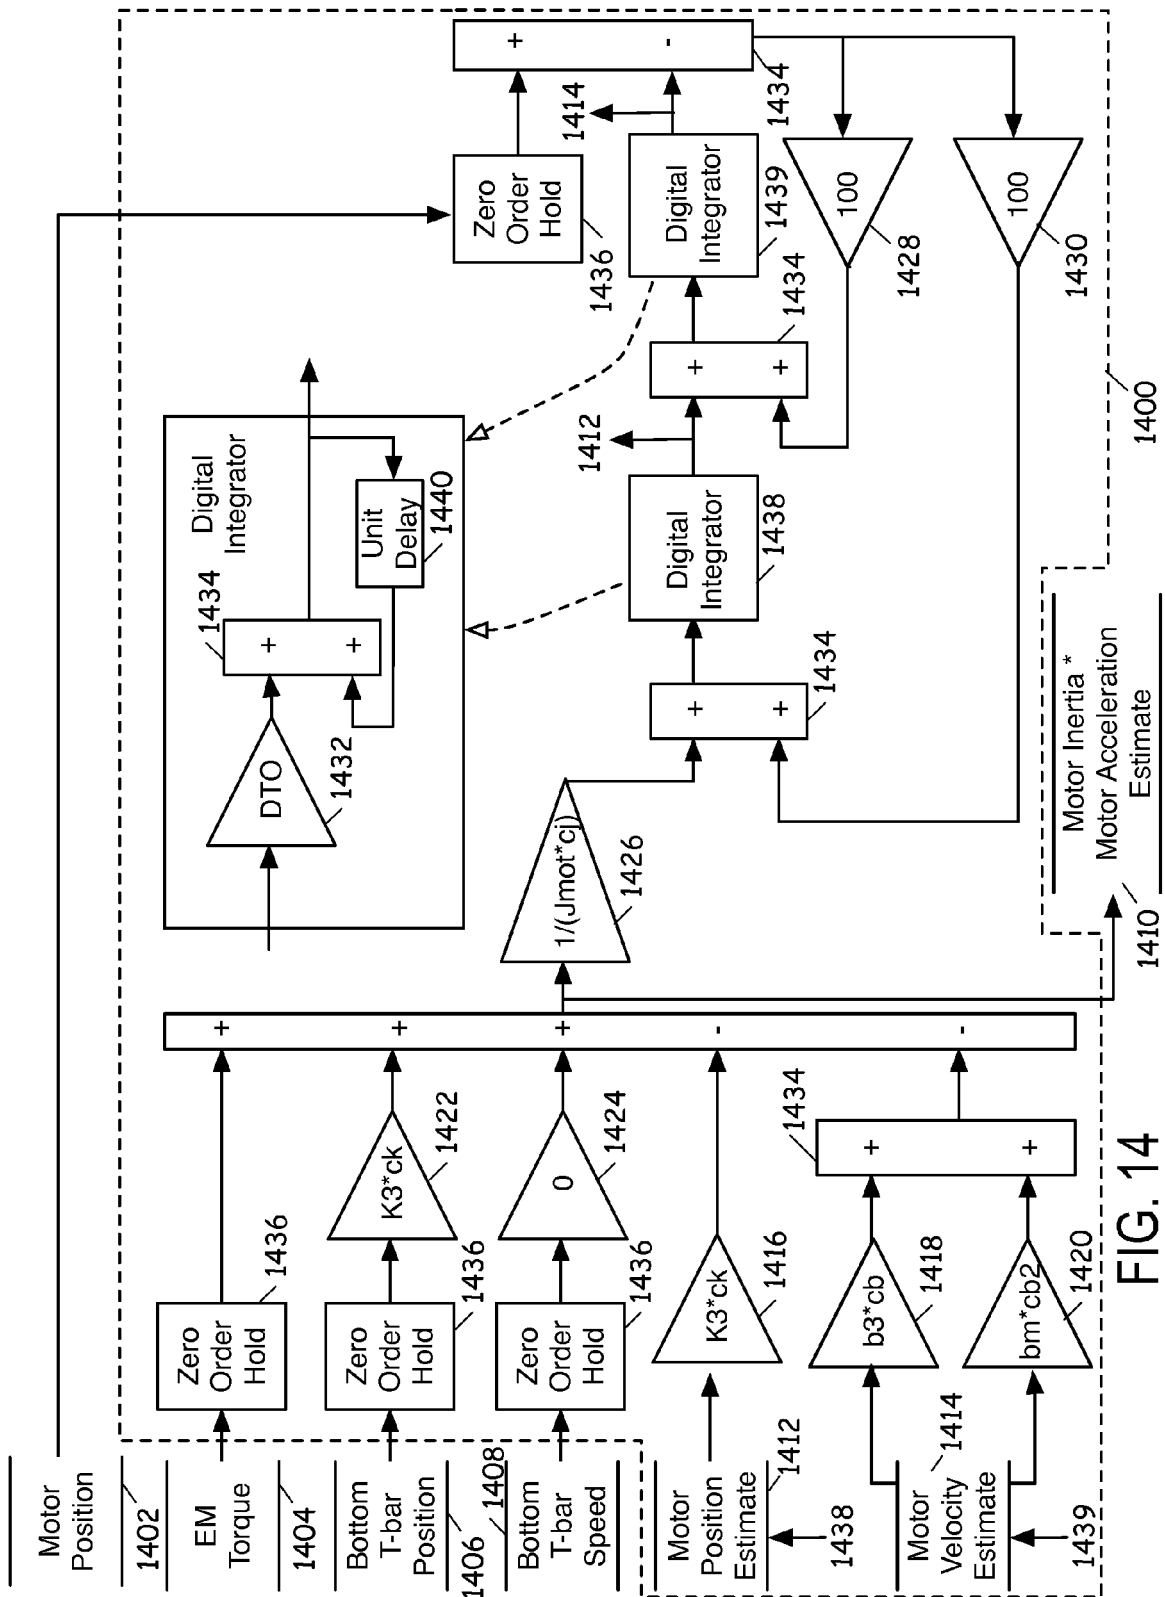 Motor
Position
1402
EM
Torque
1404
Bottom
T-bar
Position
1406
1408
Bottom
T-bar
Speed
Motor
Position
Estimate
1412
1438
Motor
Velocity
Estimate
1414
1439
Zero
Order
Hold
1436
Zero
Order
Hold
1436
Zero
Order
Hold
1436
K3*ck
1422
0
1424
K3*ck
1416
b3*cb
1418
bm*cb2
1420
+
+
1434
+
+
+
-
-
1/(Jmot*cj)
1426
Motor Inertia *
Motor Acceleration
Estimate
1410
1400
DTO
1432
+
+
1434
Digital
Integrator
Unit
Delay
1440
+
+
1434
Digital
Integrator
1438
1412
+
+
1434
Digital
Integrator
1439
1414
Zero
Order
Hold
1436
+
-
1434
100
1428
100
1430
FIG. 14